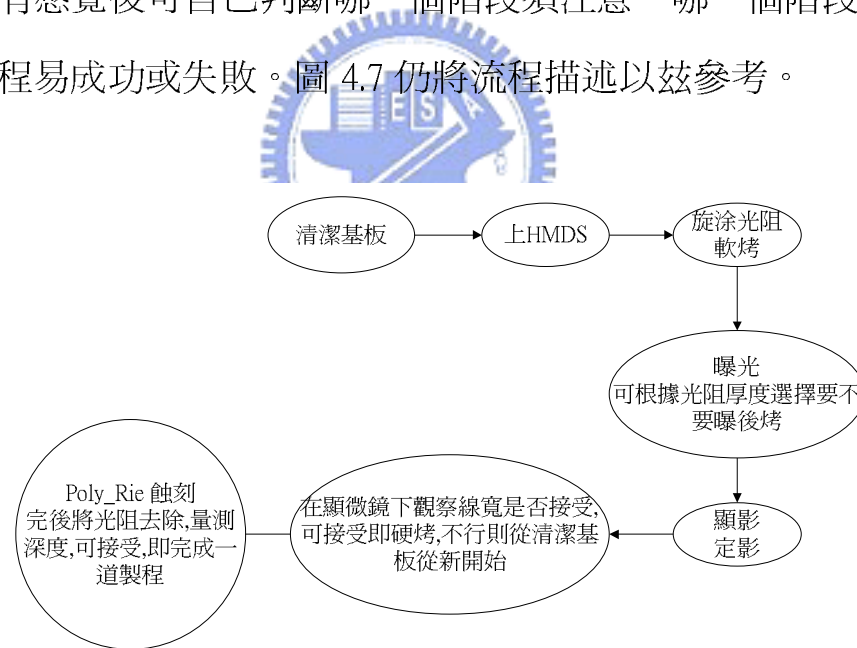 有感覺後可自己判斷哪一個階段須注意 哪一個階段
程易成功或失敗。圖 4.7 仍將流程描述以茲參考。
ESA
清潔基板
上HMDS
旋涂光阻
軟烤
曝光
可根據光阻厚度選擇要不
要曝後烤
顯影
定影
在顯微鏡下觀察線寬是否接受,
可接受即硬烤,不行則從清潔基
板從新開始
Poly_Rie 蝕刻
完後將光阻去除,量測
深度,可接受,即完成一
道製程